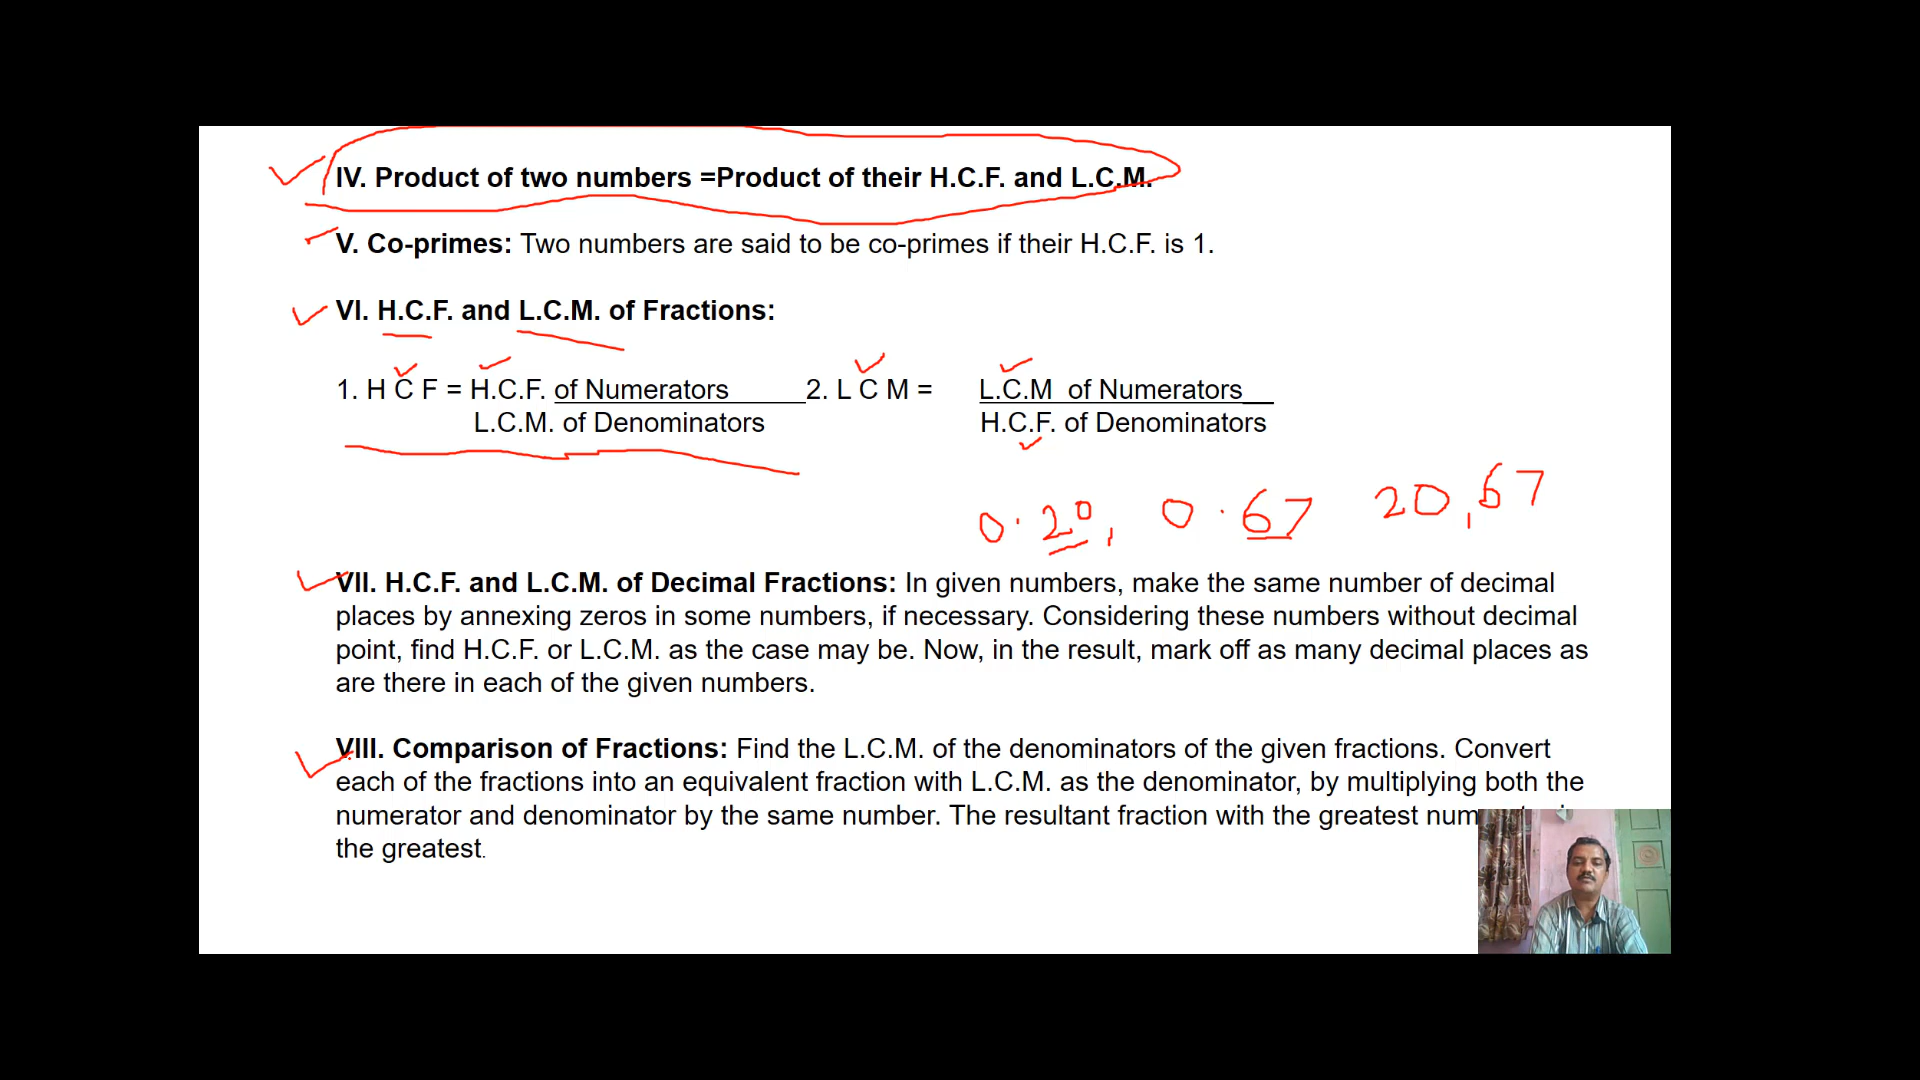 IV. Product of two numbers =Product of their H.C.F. and L.C.M.
V. Co-primes: Two numbers are said to be co-primes if their H.C.F. is 1.
VI. H.C.F. and L.C.M. of Fractions:
1. H C F = H.C.F. of Numerators 2. L C M = L.C.M of Numerators
L.C.M. of Denominators H.C.F. of Denominators
0.20, 0.67 20,67
VII. H.C.F. and L.C.M. of Decimal Fractions: In given numbers, make the same number of decimal
places by annexing zeros in some numbers, if necessary. Considering these numbers without decimal
point, find H.C.F. or L.C.M. as the case may be. Now, in the result, mark off as many decimal places as
are there in each of the given numbers.
VIII. Comparison of Fractions: Find the L.C.M. of the denominators of the given fractions. Convert
each of the fractions into an equivalent fraction with L.C.M. as the denominator, by multiplying both the
numerator and denominator by the same number. The resultant fraction with the greatest
the greatest.